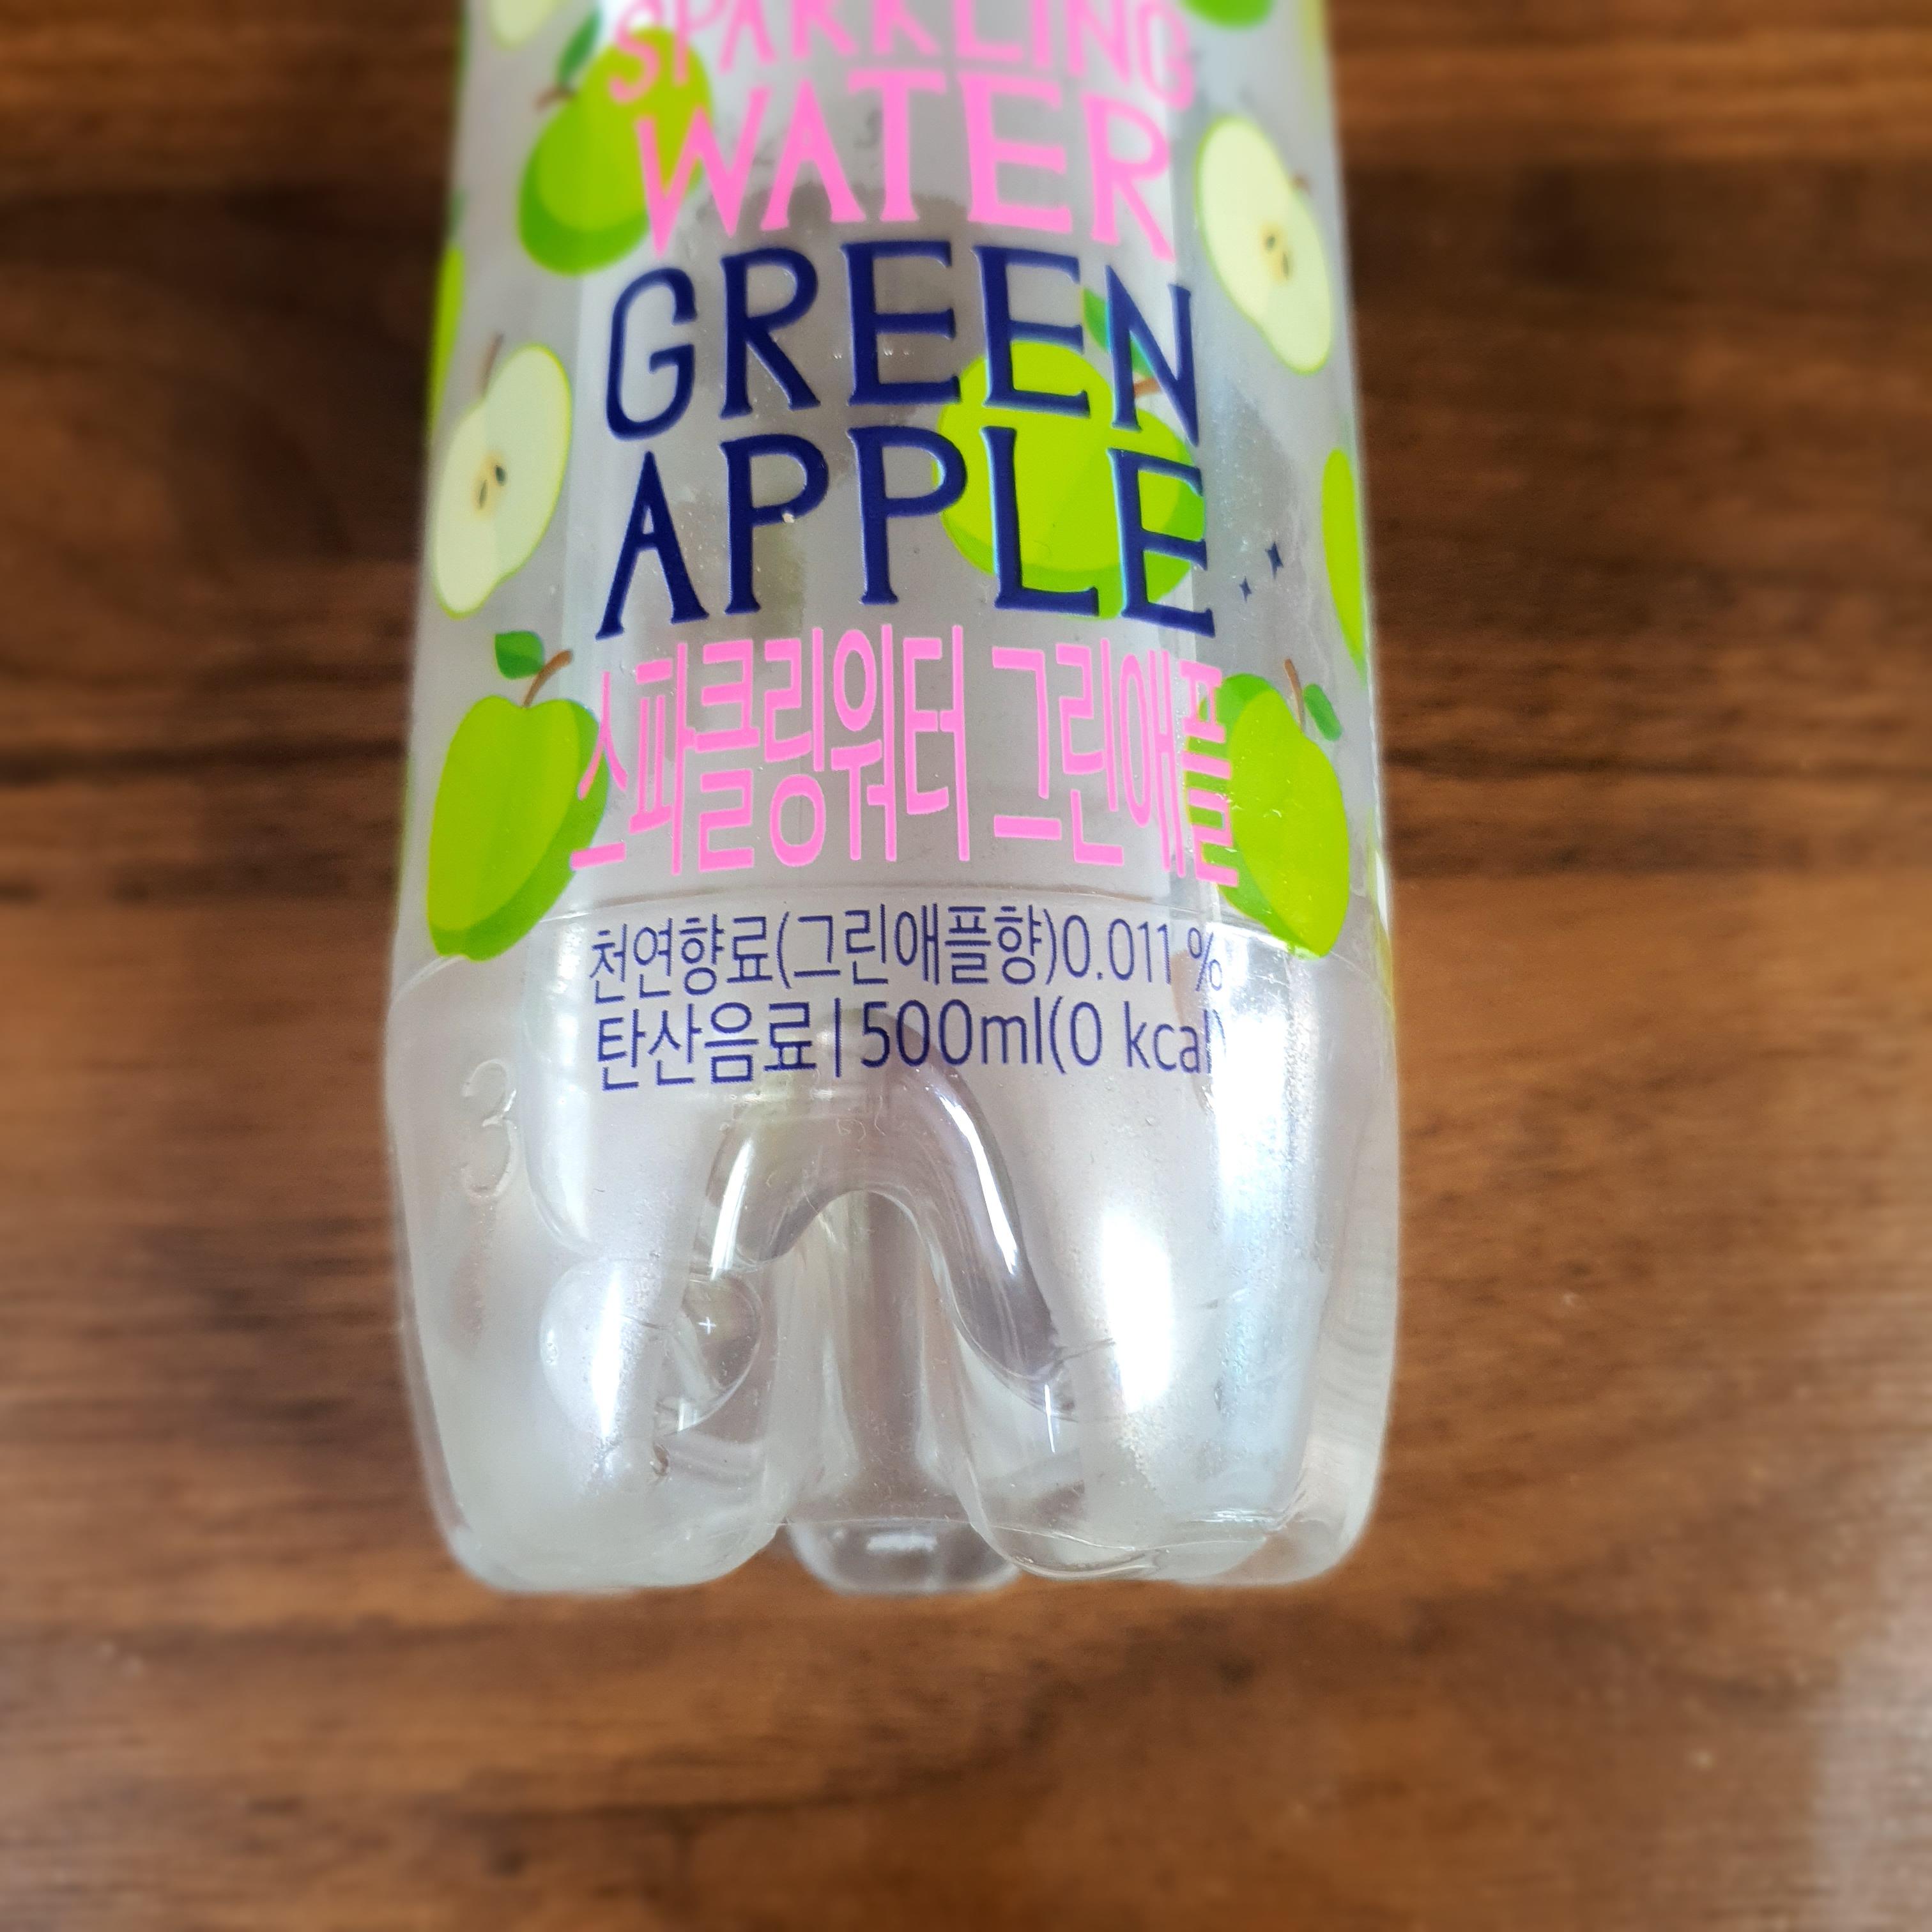 SPARKLING
WATER
GREEN
APPLE
스파클링워터 그린애플
천연향료(그린애플향)0.011 %
탄산음료|500ml(0 kcal)
3